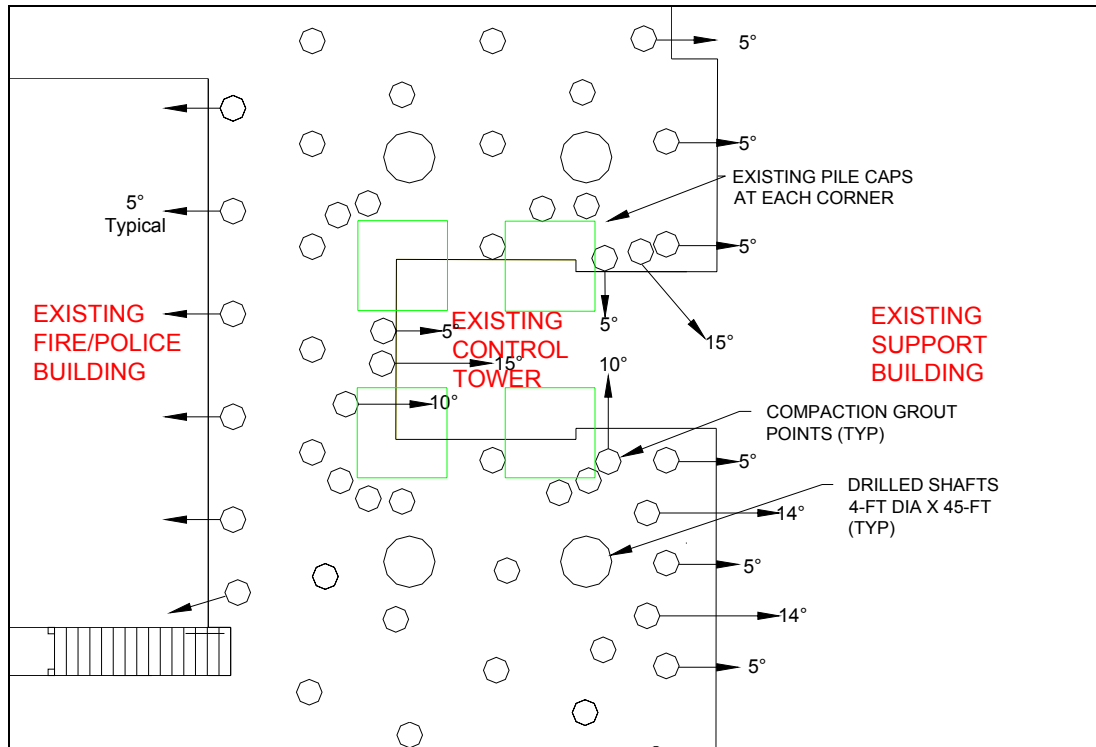 5°
5°
EXISTING PILE CAPS
AT EACH CORNER
5°
Typical
5°
EXISTING
FIRE/POLICE
BUILDING
EXISTING
CONTROL
TOWER
5°
15°
10°
5°
15°
10°
EXISTING
SUPPORT
BUILDING
COMPACTION GROUT
POINTS (TYP)
5°
DRILLED SHAFTS
4-FT DIA X 45-FT
(TYP)
14°
5°
14°
5°